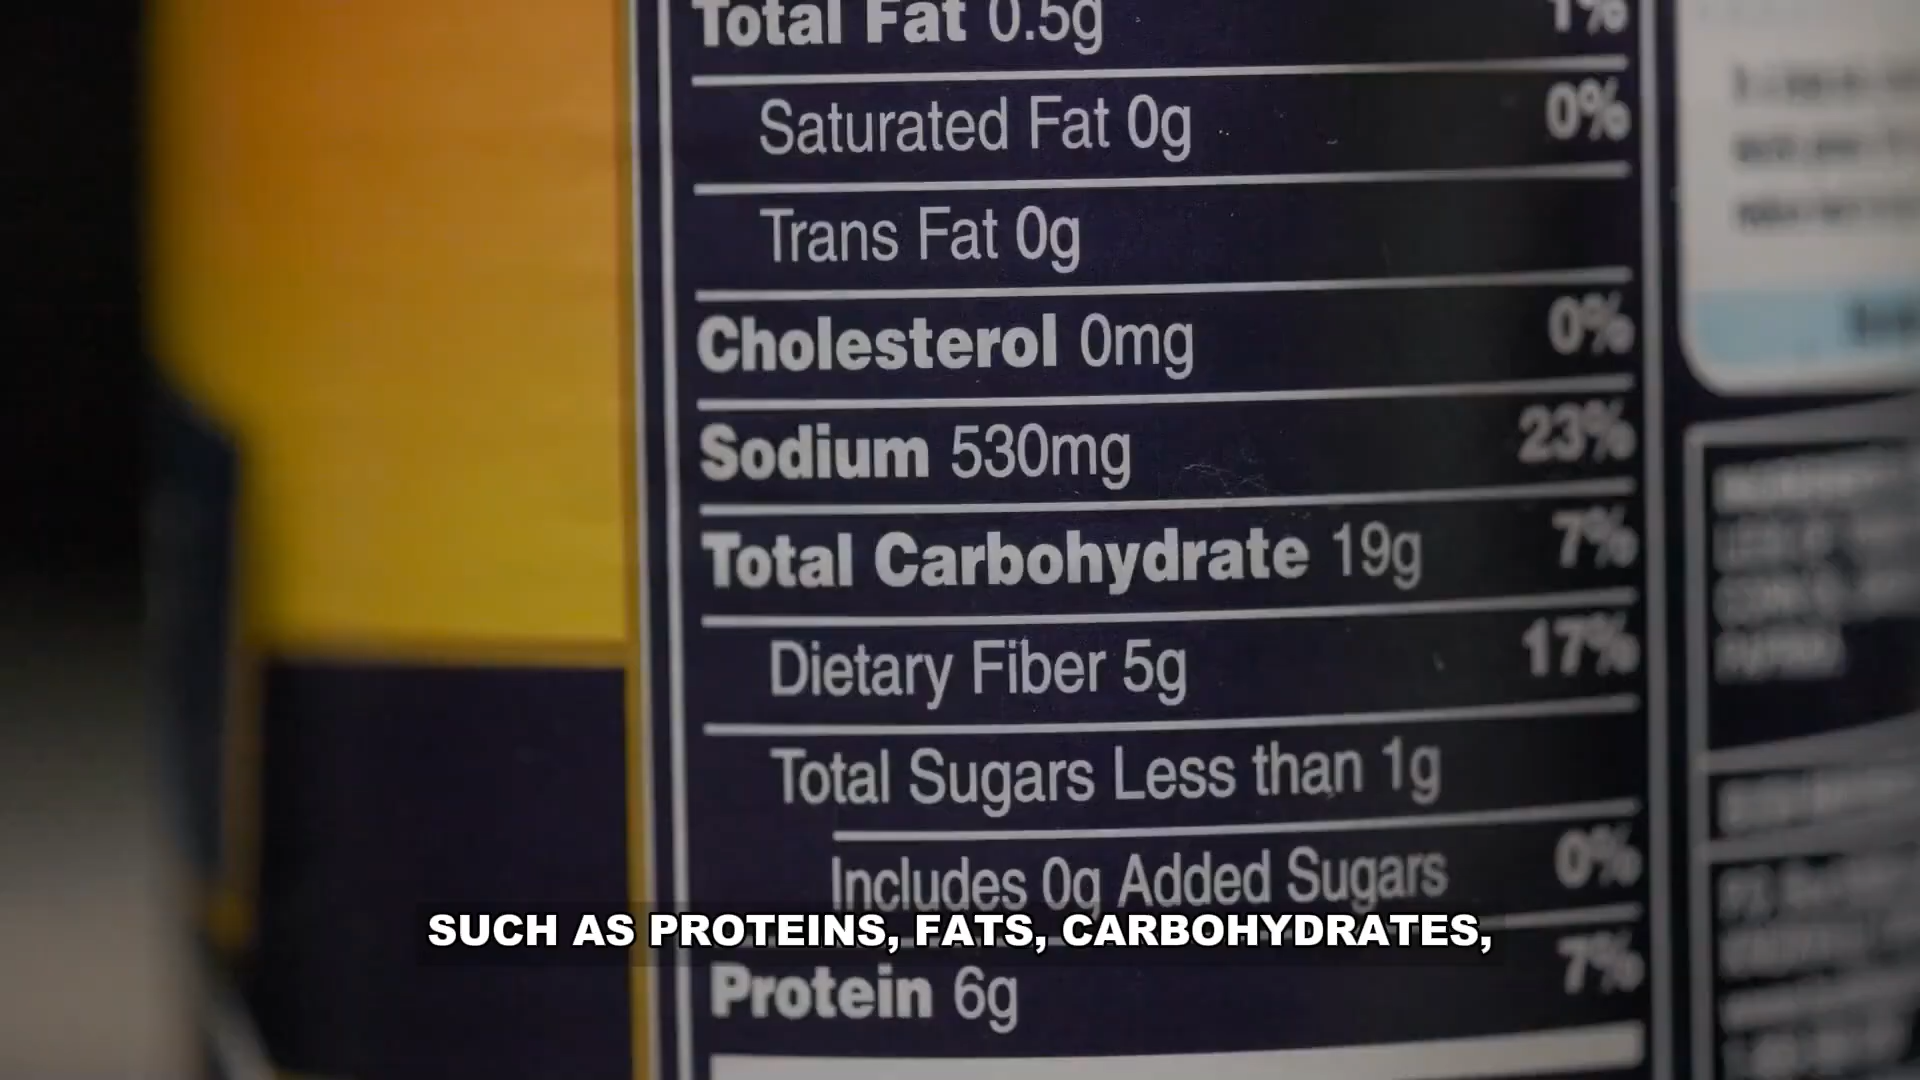 Total Fat 0.5g 1%
Saturated Fat 0g 0%
Trans Fat 0g
Cholesterol 0mg 0%
Sodium 530mg 23%
Total Carbohydrate 19g 7%
Dietary Fiber 5g 17%
Total Sugars Less than 1g
Includes 0g Added Sugars 0%
SUCH AS PROTEINS, FATS, CARBOHYDRATES,
Protein 6g 7%